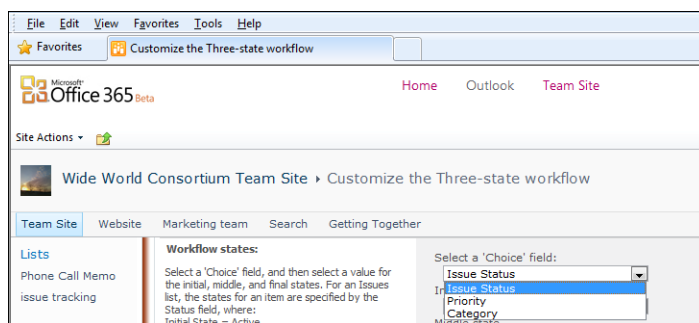 File Edit View Favorites Tools Help
Favorites Customize the Three-state workflow
Microsoft®
Office 365 Beta
Home Outlook Team Site
Site Actions
Wide World Consortium Team Site Customize the Three-state workflow
Team Site Website Marketing team Search Getting Together
Lists
Phone Call Memo
issue tracking
Workflow states:
Select a 'Choice' field, and then select a value for
the initial, middle, and final states. For an Issues
list, the states for an item are specified by the
Status field, where:
Initial State = Active
Select a 'Choice' field:
Issue Status
Issue Status
Priority
Category
Middle state